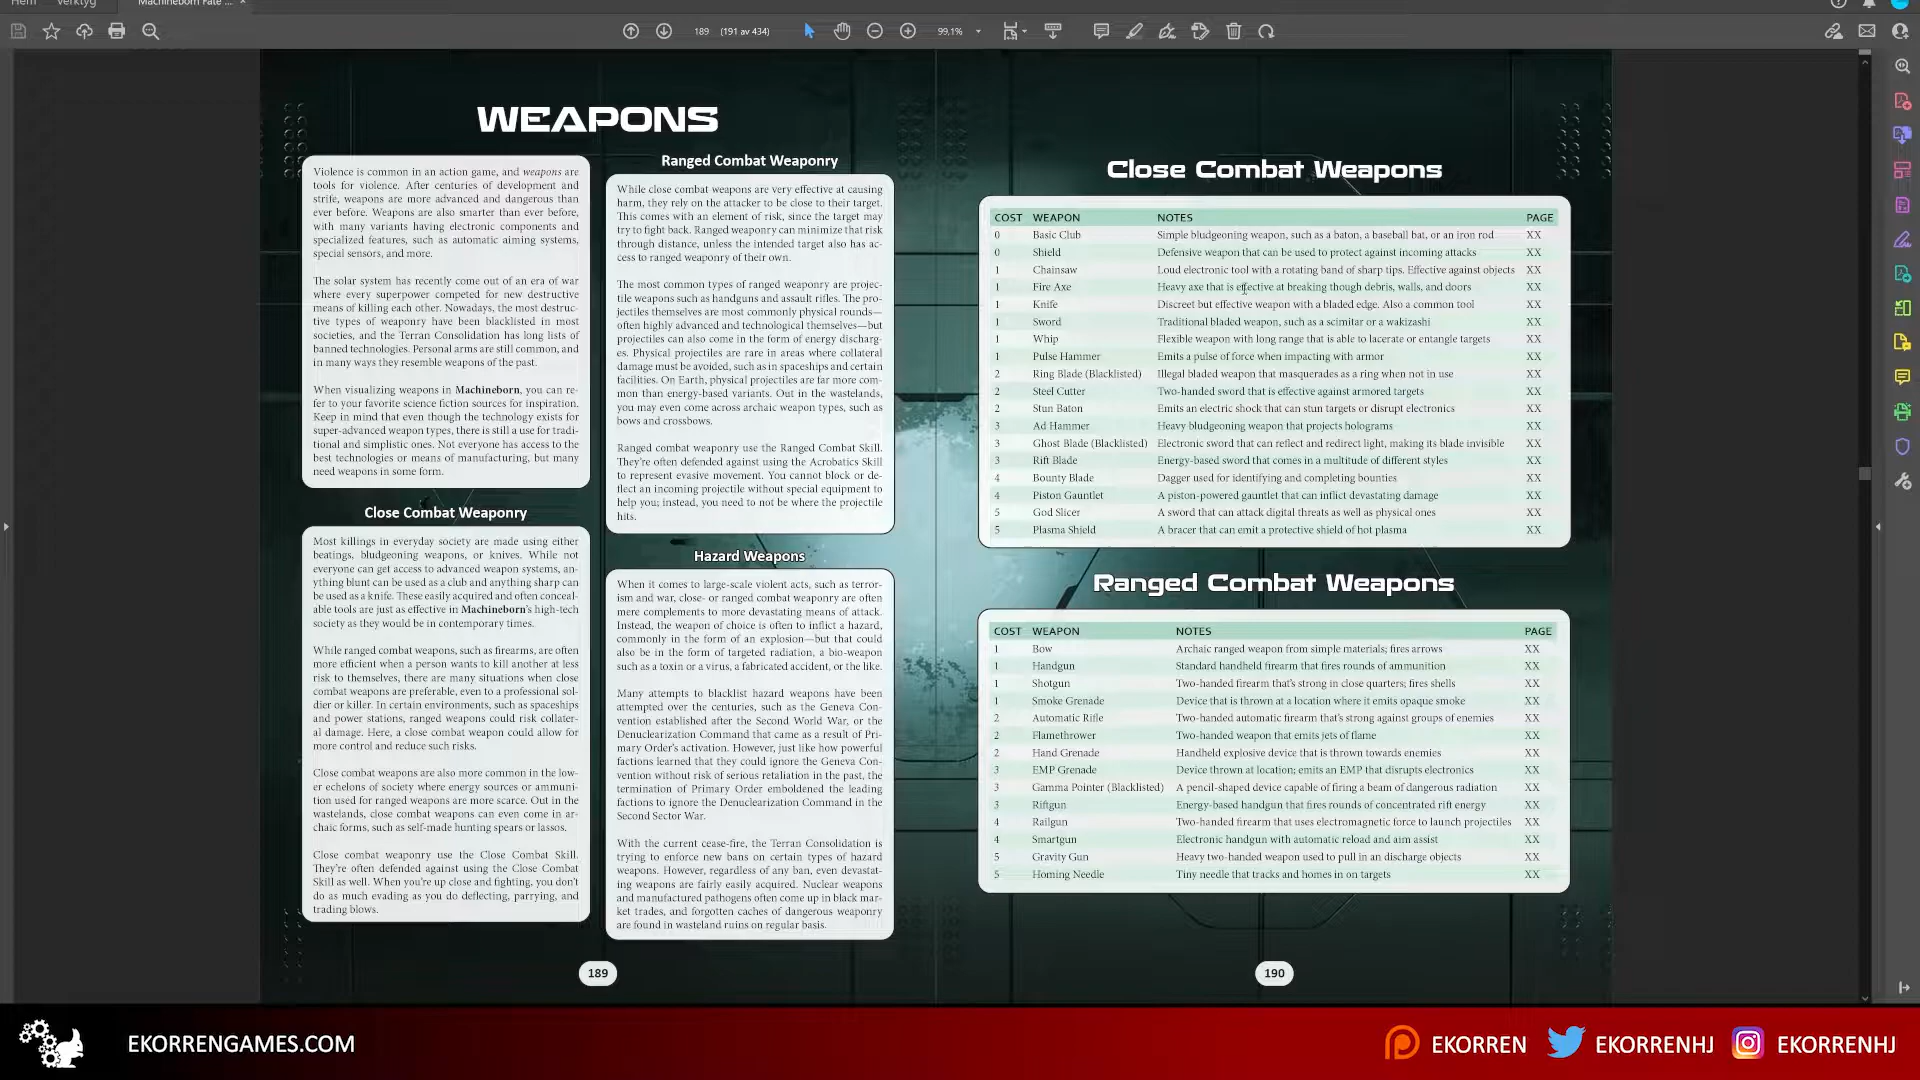 Hem
Verktyg
Machineborn Fate ...
189
(191 av 434)
99,1%
WEAPONS
Violence is common in an action game, and weapons are
tools for violence. After centuries of development and
strife, weapons are more advanced and dangerous than
ever before. Weapons are also smarter than ever before,
with many variants having electronic components and
specialized features, such as automatic aiming systems,
special sensors, and more.
The solar system has recently come out of an era of war
where every superpower competed for new destructive
means of killing each other. Nowadays, the most destruc-
tive types of weaponry have been blacklisted in most
societies, and the Terran Consolidation has long lists of
banned technologies. Personal arms are still common, and
in many ways they resemble weapons of the past.
When visualizing weapons in Machineborn, you can re-
fer to your favorite science fiction sources for inspiration.
Keep in mind that even though the technology exists for
super-advanced weapon types, there is still a use for tradi-
tional and simplistic ones. Not everyone has access to the
best technologies or means of manufacturing, but many
need weapons in some form.
Close Combat Weaponry
Most killings in everyday society are made using either
beatings, bludgeoning weapons, or knives. While not
everyone can get access to advanced weapon systems, an-
ything blunt can be used as a club and anything sharp can
be used as a knife. These easily acquired and often conceal-
able tools are just as effective in Machineborn's high-tech
society as they would be in contemporary times.
While ranged combat weapons, such as firearms, are often
more efficient when a person wants to kill another at less
risk to themselves, there are many situations when close
combat weapons are preferable, even to a professional sol-
dier or killer. In certain environments, such as spaceships
and power stations, ranged weapons could risk collater-
al damage. Here, a close combat weapon could allow for
more control and reduce such risks.
Close combat weapons are also more common in the low-
er echelons of society where energy sources or ammuni-
tion used for ranged weapons are more scarce. Out in the
wastelands, close combat weapons can even come in ar-
chaic forms, such as self-made hunting spears or lassos.
Close combat weaponry use the Close Combat Skill.
They're often defended against using the Close Combat
Skill as well. When you're up close and fighting, you don't
do as much evading as you do deflecting, parrying, and
trading blows.
Ranged Combat Weaponry
While close combat weapons are very effective at causing
harm, they rely on the attacker to be close to their target.
This comes with an element of risk, since the target may
try to fight back. Ranged weaponry can minimize that risk
through distance, unless the intended target also has ac-
cess to ranged weaponry of their own.
The most common types of ranged weaponry are projec-
tile weapons such as handguns and assault rifles. The pro-
jectiles themselves are most commonly physical rounds—
often highly advanced and technological themselves—but
projectiles can also come in the form of energy discharg-
es. Physical projectiles are rare in areas where collateral
damage must be avoided, such as in spaceships and certain
facilities. On Earth, physical projectiles are far more com-
mon than energy-based variants. Out in the wastelands,
you may even come across archaic weapon types, such as
bows and crossbows.
Ranged combat weaponry use the Ranged Combat Skill.
They're often defended against using the Acrobatics Skill
to represent evasive movement. You cannot block or de-
flect an incoming projectile without special equipment to
help you; instead, you need to not be where the projectile
hits.
Hazard Weapons
When it comes to large-scale violent acts, such as terror-
ism and war, close- or ranged combat weaponry are often
mere complements to more devastating means of attack.
Instead, the weapon of choice is often to inflict a hazard,
commonly in the form of an explosion—but that could
also be in the form of targeted radiation, a bio-weapon
such as a toxin or a virus, a fabricated accident, or the like.
Many attempts to blacklist hazard weapons have been
attempted over the centuries, such as the Geneva Con-
vention established after the Second World War, or the
Denuclearization Command that came as a result of Pri-
mary Order's activation. However, just like how powerful
factions learned that they could ignore the Geneva Con-
vention without risk of serious retaliation in the past, the
termination of Primary Order emboldened the leading
factions to ignore the Denuclearization Command in the
Second Sector War.
With the current cease-fire, the Terran Consolidation is
trying to enforce new bans on certain types of hazard
weapons. However, regardless of any ban, even devastat-
ing weapons are fairly easily acquired. Nuclear weapons
and manufactured pathogens often come up in black mar-
ket trades, and forgotten caches of dangerous weaponry
are found in wasteland ruins on regular basis.
189
Close Combat Weapons
COST WEAPON NOTES PAGE
0 Basic Club Simple bludgeoning weapon, such as a baton, a baseball bat, or an iron rod XX
0 Shield Defensive weapon that can be used to protect against incoming attacks XX
1 Chainsaw Loud electronic tool with a rotating band of sharp tips. Effective against objects XX
1 Fire Axe Heavy axe that is effective at breaking though debris, walls, and doors XX
1 Knife Discreet but effective weapon with a bladed edge. Also a common tool XX
1 Sword Traditional bladed weapon, such as a scimitar or a wakizashi XX
1 Whip Flexible weapon with long range that is able to lacerate or entangle targets XX
1 Pulse Hammer Emits a pulse of force when impacting with armor XX
2 Ring Blade (Blacklisted) Illegal bladed weapon that masquerades as a ring when not in use XX
2 Steel Cutter Two-handed sword that is effective against armored targets XX
2 Stun Baton Emits an electric shock that can stun targets or disrupt electronics XX
3 Ad Hammer Heavy bludgeoning weapon that projects holograms XX
3 Ghost Blade (Blacklisted) Electronic sword that can reflect and redirect light, making its blade invisible XX
3 Rift Blade Energy-based sword that comes in a multitude of different styles XX
4 Bounty Blade Dagger used for identifying and completing bounties XX
4 Piston Gauntlet A piston-powered gauntlet that can inflict devastating damage XX
5 God Slicer A sword that can attack digital threats as well as physical ones XX
5 Plasma Shield A bracer that can emit a protective shield of hot plasma XX
Ranged Combat Weapons
COST WEAPON NOTES PAGE
1 Bow Archaic ranged weapon from simple materials; fires arrows XX
1 Handgun Standard handheld firearm that fires rounds of ammunition XX
1 Shotgun Two-handed firearm that's strong in close quarters; fires shells XX
1 Smoke Grenade Device that is thrown at a location where it emits opaque smoke XX
2 Automatic Rifle Two-handed automatic firearm that's strong against groups of enemies XX
2 Flamethrower Two-handed weapon that emits jets of flame XX
2 Hand Grenade Handheld explosive device that is thrown towards enemies XX
3 EMP Grenade Device thrown at location; emits an EMP that disrupts electronics XX
3 Gamma Pointer (Blacklisted) A pencil-shaped device capable of firing a beam of dangerous radiation XX
3 Riftgun Energy-based handgun that fires rounds of concentrated rift energy XX
4 Railgun Two-handed firearm that uses electromagnetic force to launch projectiles XX
4 Smartgun Electronic handgun with automatic reload and aim assist XX
5 Gravity Gun Heavy two-handed weapon used to pull in an discharge objects XX
5 Homing Needle Tiny needle that tracks and homes in on targets XX
190
EKORRENGAMES.COM
EKORREN
EKORRENHJ
EKORRENHJ